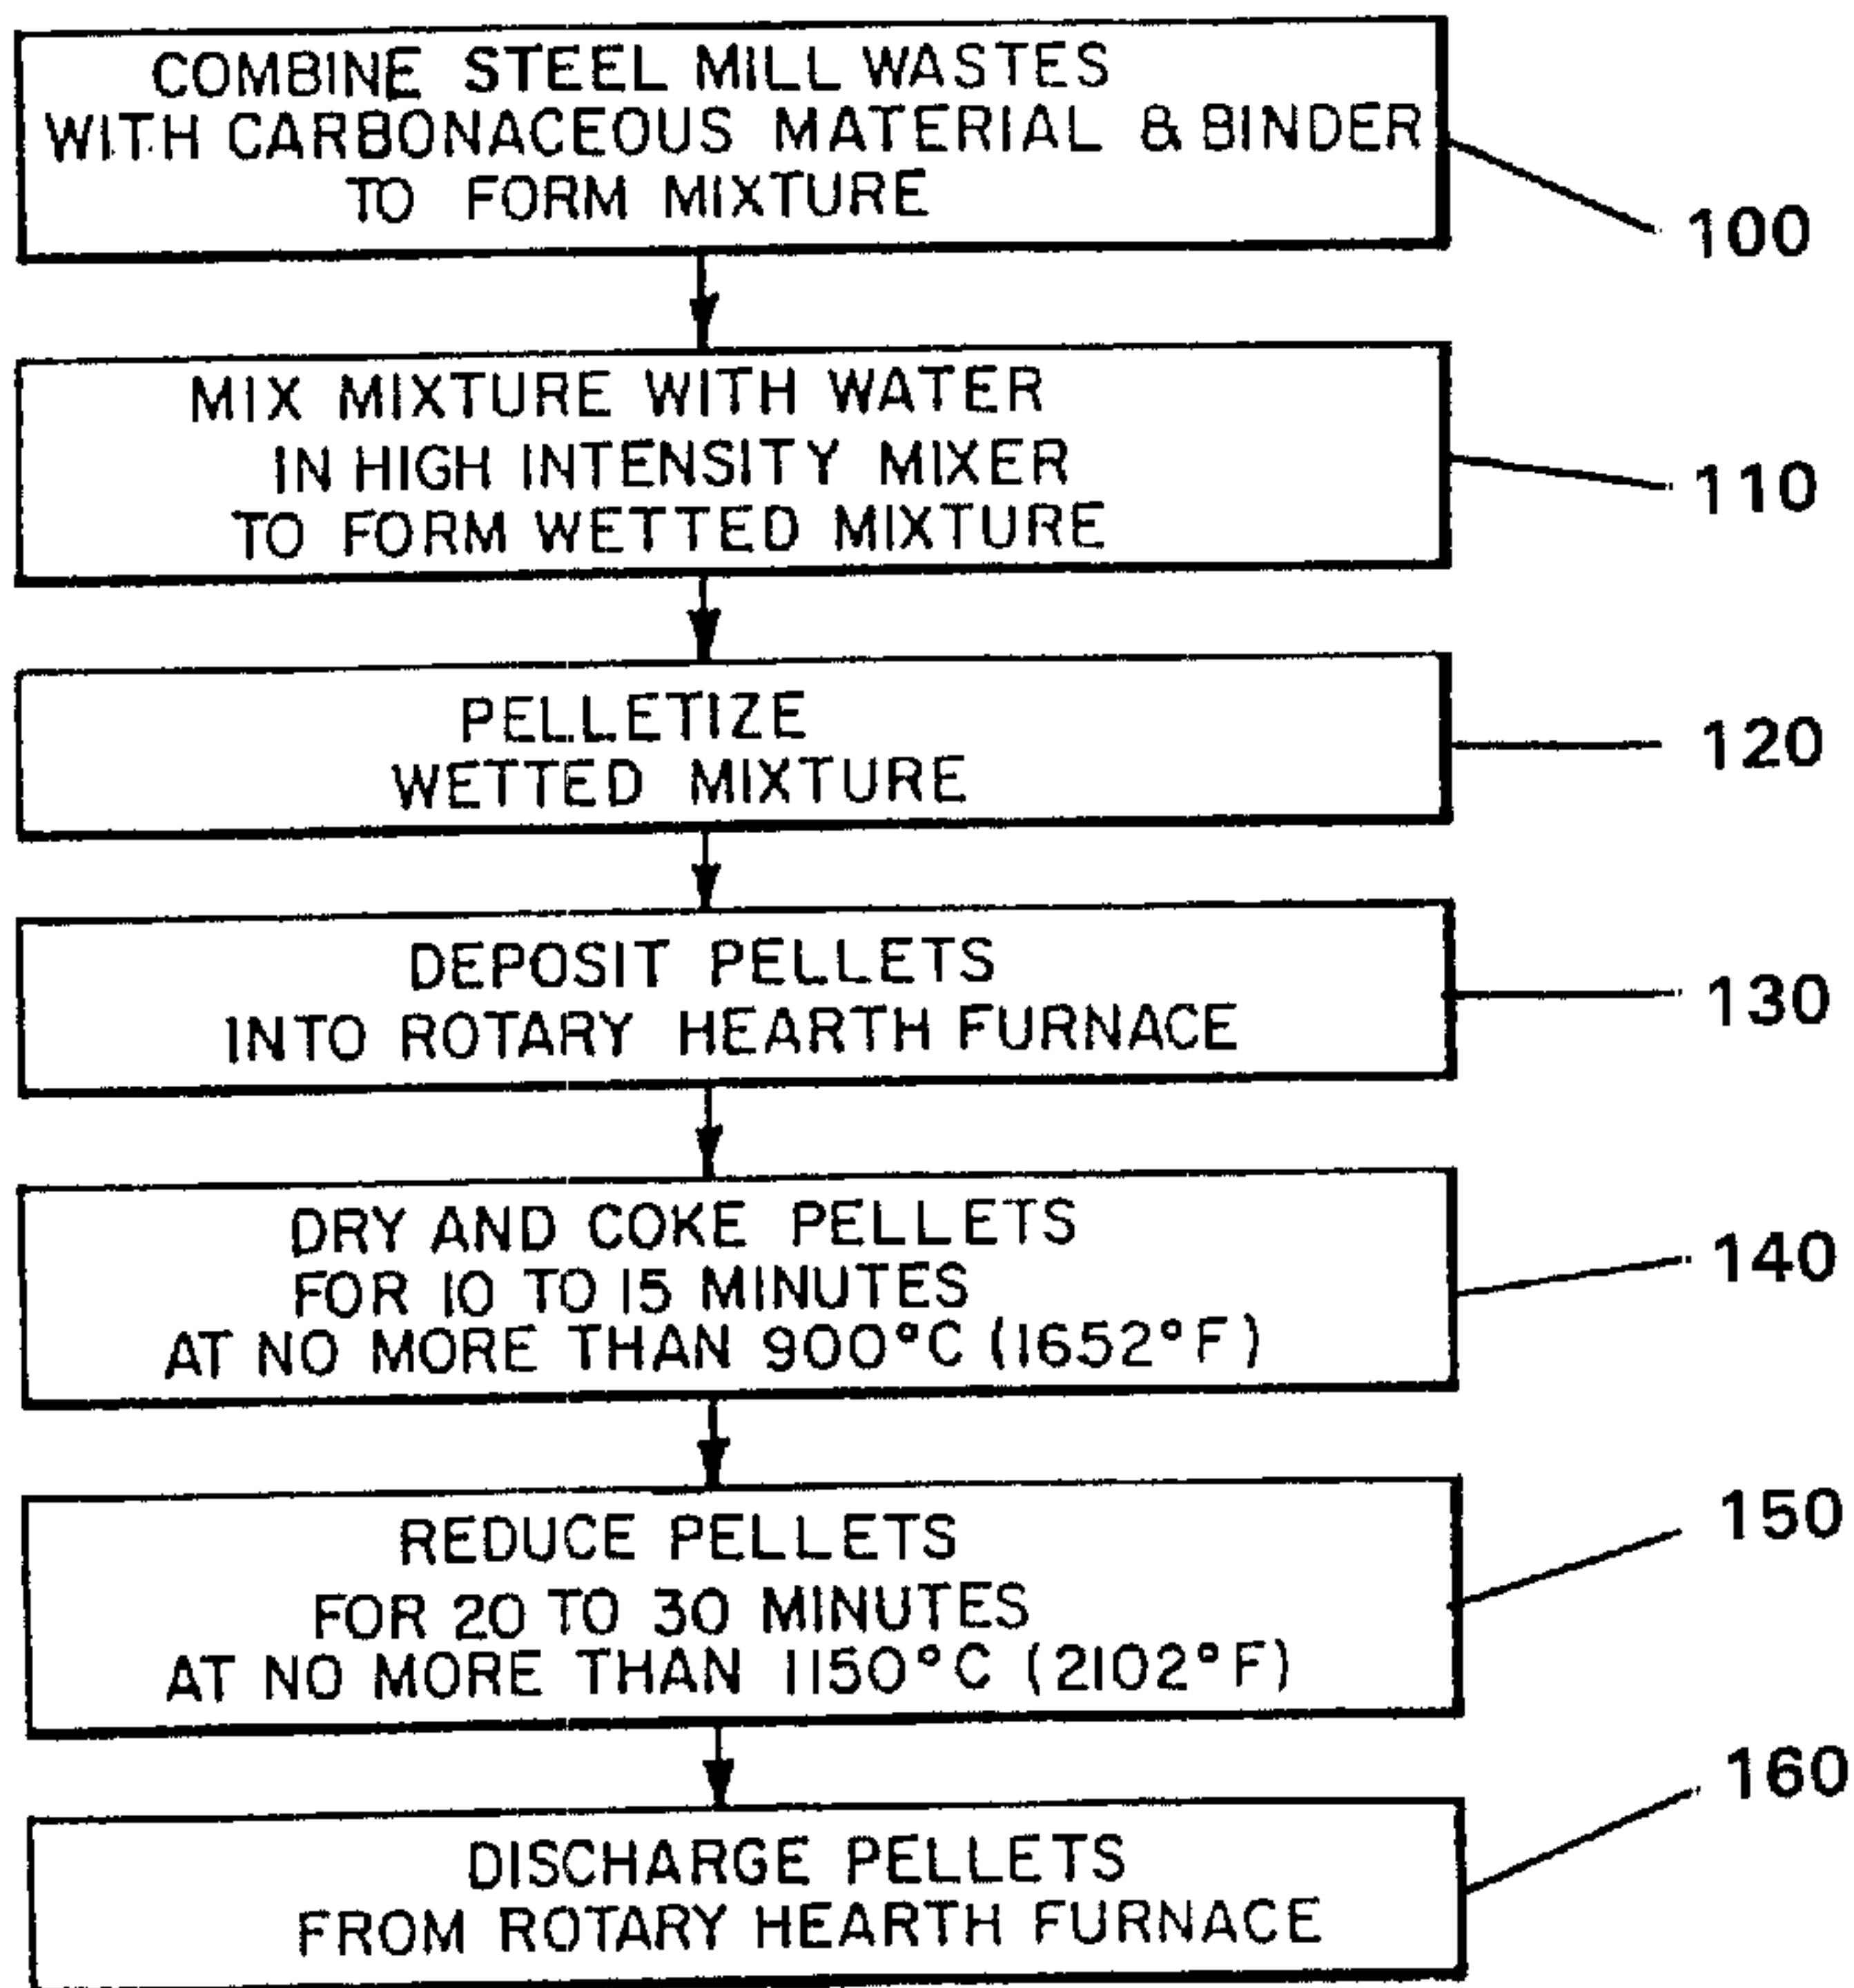 COMBINE STEEL MILL WASTES
WITH CARBONACEOUS MATERIAL & BINDER
TO FORM MIXTURE
100
MIX MIXTURE WITH WATER
IN HIGH INTENSITY MIXER
TO FORM WETTED MIXTURE
110
PELLETIZE
WETTED MIXTURE
120
DEPOSIT PELLETS
INTO ROTARY HEARTH FURNACE
130
DRY AND COKE PELLETS
FOR 10 TO 15 MINUTES
AT NO MORE THAN 900°C (1652°F)
140
REDUCE PELLETS
FOR 20 TO 30 MINUTES
AT NO MORE THAN 1150°C (2102°F)
150
DISCHARGE PELLETS
FROM ROTARY HEARTH FURNACE
160